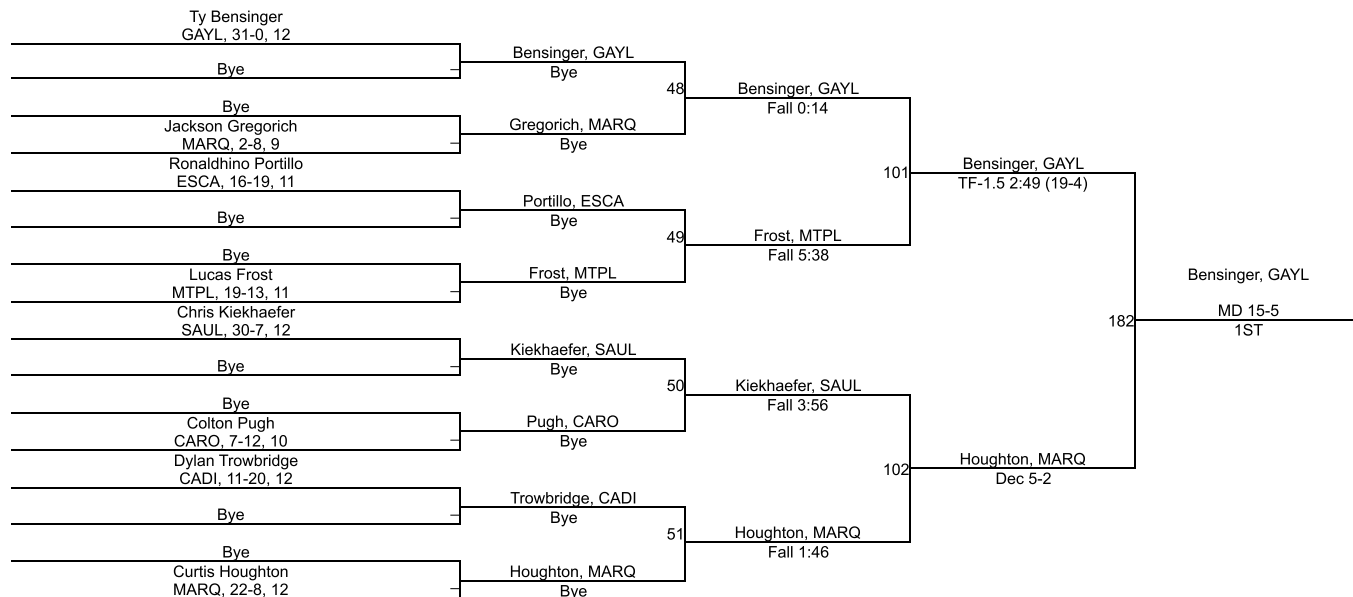 Ty Bensinger
GAYL, 31-0, 12
Bye
Bye
Jackson Gregorich
MARQ, 2-8, 9
Ronaldhino Portillo
ESCA, 16-19, 11
Bye
Bye
Lucas Frost
MTPL, 19-13, 11
Chris Kiekhaefer
SAUL, 30-7, 12
Bye
Bye
Colton Pugh
CARO, 7-12, 10
Dylan Trowbridge
CADI, 11-20, 12
Bye
Bye
Curtis Houghton
MARQ, 22-8, 12
Bensinger, GAYL
Bye
Gregorich, MARQ
Bye
Portillo, ESCA
Bye
Frost, MTPL
Bye
Kiekhaefer, SAUL
Bye
Pugh, CARO
Bye
Trowbridge, CADI
Bye
Houghton, MARQ
Bye
48
49
50
51
Bensinger, GAYL
Fall 0:14
Frost, MTPL
Fall 5:38
Kiekhaefer, SAUL
Fall 3:56
Houghton, MARQ
Fall 1:46
101
102
Bensinger, GAYL
TF-1.5 2:49 (19-4)
Houghton, MARQ
Dec 5-2
182
Bensinger, GAYL
MD 15-5
1ST